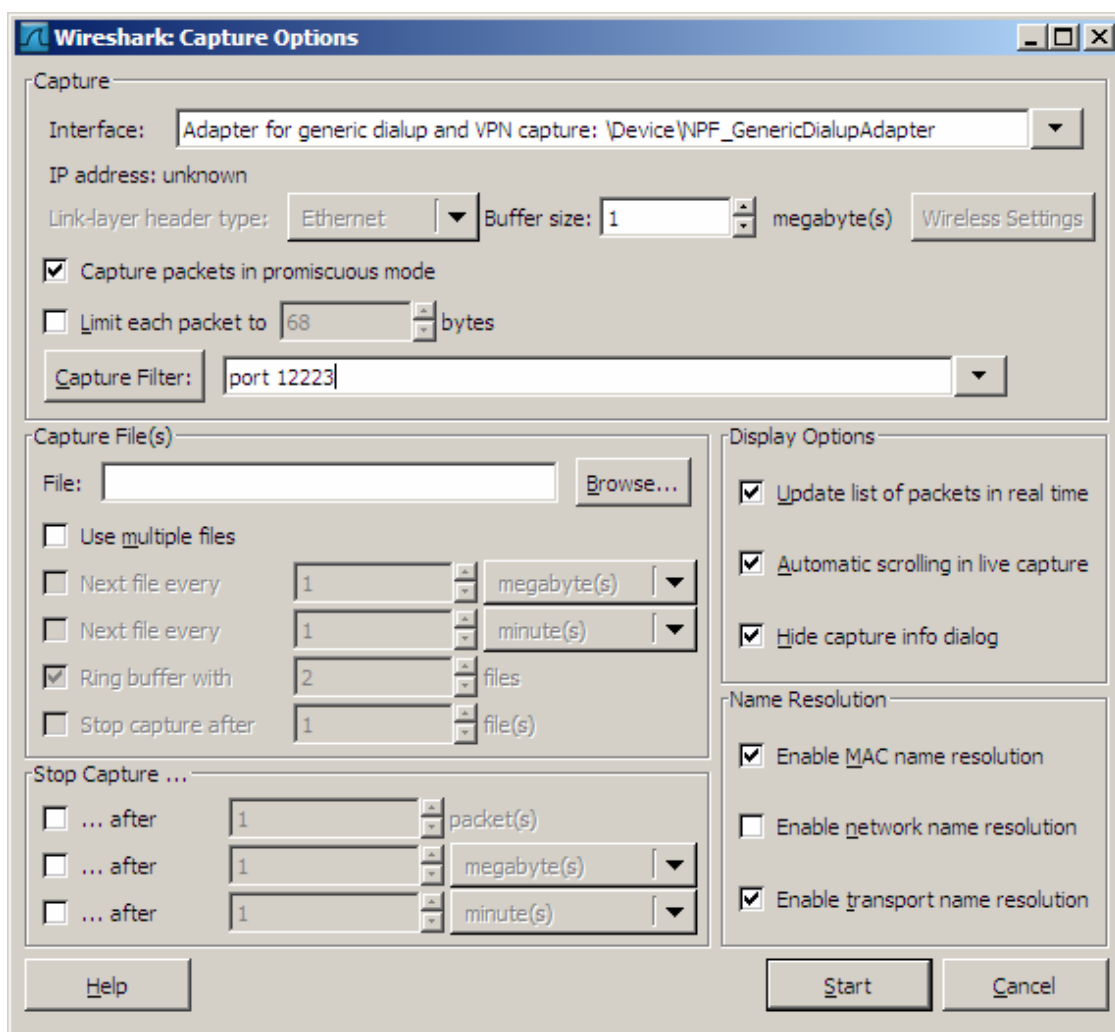 Wireshark: Capture Options
Capture
Interface: Adapter for generic dialup and VPN capture: \Device\NPF_GenericDialupAdapter
IP address: unknown
Link-layer header type: Ethernet Buffer size: 1 megabyte(s) Wireless Settings
Capture packets in promiscuous mode
Limit each packet to 68 bytes
Capture Filter: port 12223
Capture File(s)
File: Browse...
Use multiple files
Next file every 1 megabyte(s)
Next file every 1 minute(s)
Ring buffer with 2 files
Stop capture after 1 file(s)
Stop Capture ...
... after 1 packet(s)
... after 1 megabyte(s)
... after 1 minute(s)
Display Options
Update list of packets in real time
Automatic scrolling in live capture
Hide capture info dialog
Name Resolution
Enable MAC name resolution
Enable network name resolution
Enable transport name resolution
Help Start Cancel